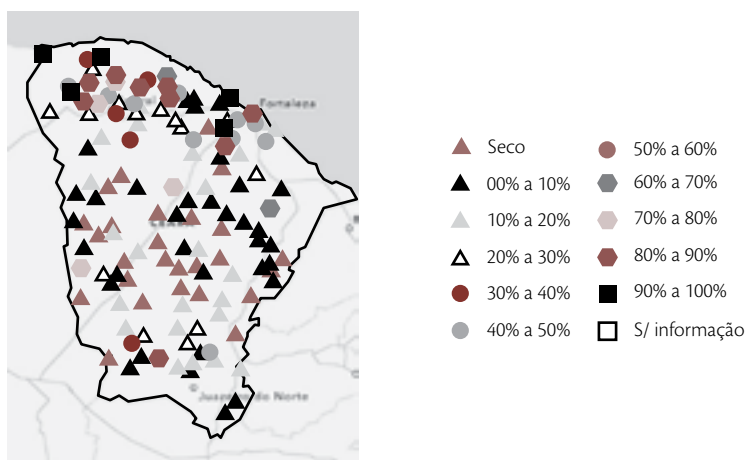 Fortaleza
CEARÁ
Juazeiro do Norte
Seco
00% a 10%
10% a 20%
20% a 30%
30% a 40%
40% a 50%
50% a 60%
60% a 70%
70% a 80%
80% a 90%
90% a 100%
S/ informação